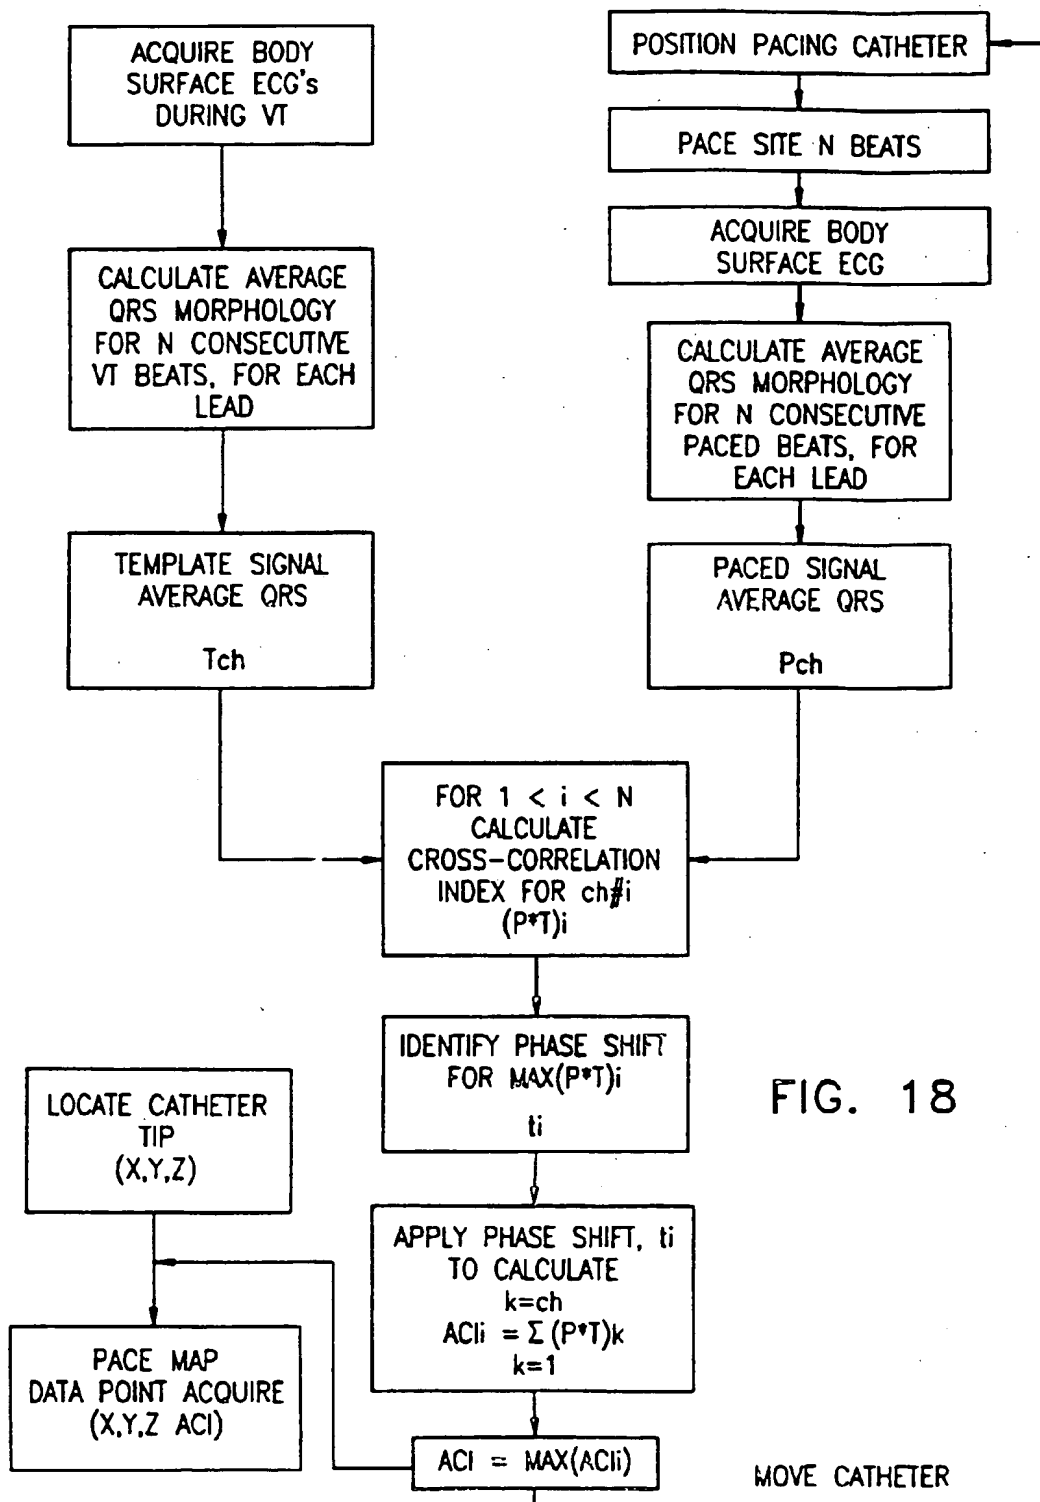 ACQUIRE BODY
SURFACE ECG's
DURING VT
CALCULATE AVERAGE
QRS MORPHOLOGY
FOR N CONSECUTIVE
VT BEATS, FOR EACH
LEAD
TEMPLATE SIGNAL
AVERAGE QRS
Tch
POSITION PACING CATHETER
PACE SITE N BEATS
ACQUIRE BODY
SURFACE ECG
CALCULATE AVERAGE
QRS MORPHOLOGY
FOR N CONSECUTIVE
PACED BEATS, FOR
EACH LEAD
PACED SIGNAL
AVERAGE QRS
Pch
FOR 1 < i < N
CALCULATE
CROSS-CORRELATION
INDEX FOR ch#i
(P*T)i
IDENTIFY PHASE SHIFT
FOR MAX(P*T)i
ti
APPLY PHASE SHIFT, ti
TO CALCULATE
k=ch
ACIi = Σ (P*T)k
k=1
ACI = MAX(ACIi)
LOCATE CATHETER
TIP
(X,Y,Z)
PACE MAP
DATA POINT ACQUIRE
(X,Y,Z ACI)
FIG. 18
MOVE CATHETER